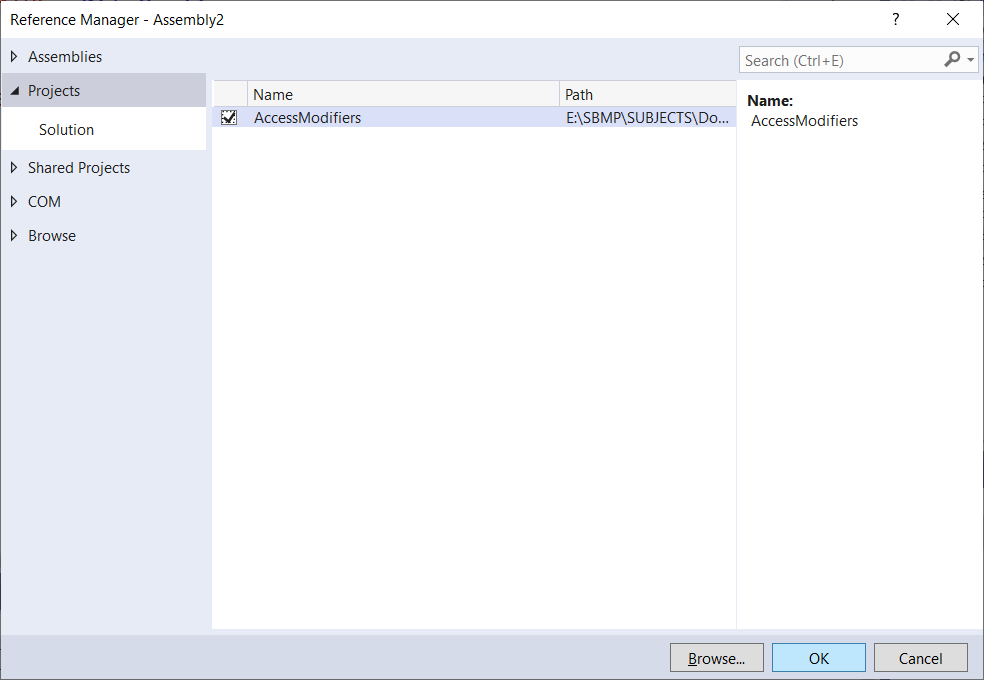 Reference Manager - Assembly2
?
Assemblies
Search (Ctrl+E)
Projects
Solution
Shared Projects
COM
Browse
Name
Path
AccessModifiers
E:\SBMP\SUBJECTS\Do...
Name:
AccessModifiers
Browse...
OK
Cancel